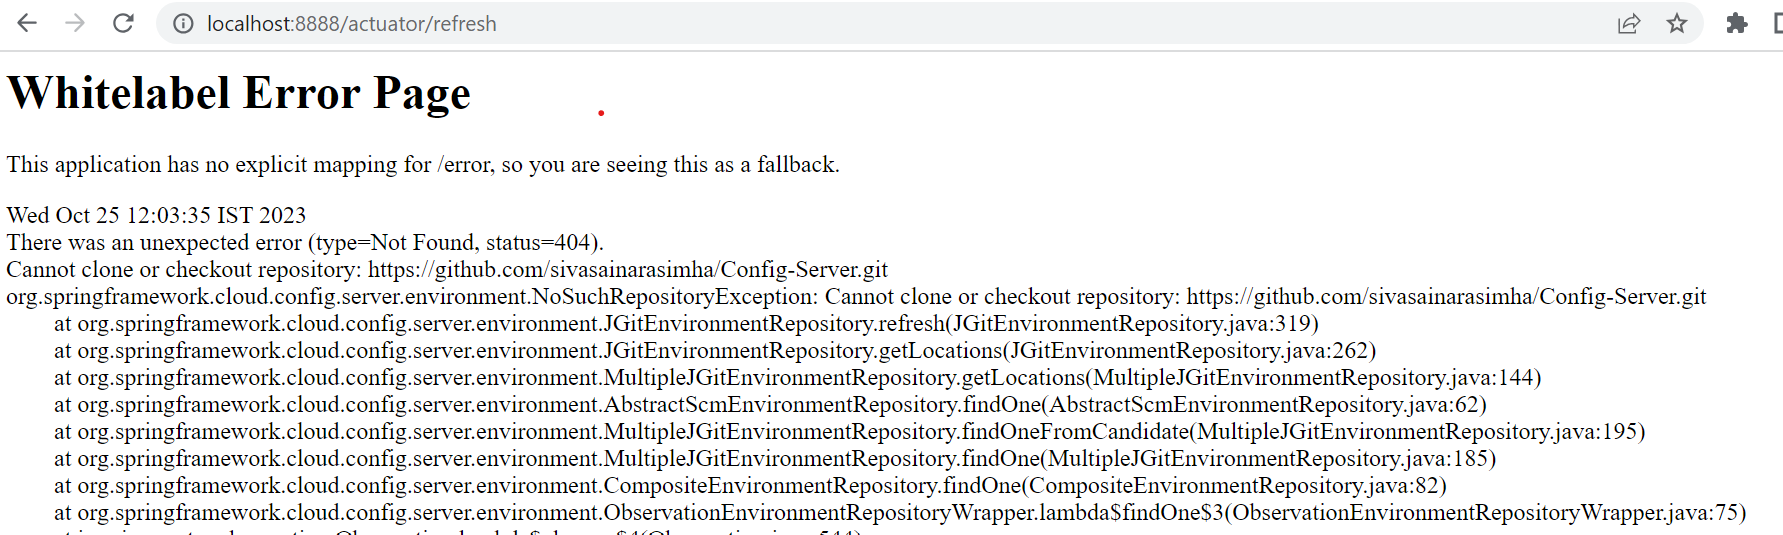 localhost:8888/actuator/refresh
Whitelabel Error Page
This application has no explicit mapping for /error, so you are seeing this as a fallback.
Wed Oct 25 12:03:35 IST 2023
There was an unexpected error (type=Not Found, status=404).
Cannot clone or checkout repository: https://github.com/sivasainarasimha/Config-Server.git
org.springframework.cloud.config.server.environment.NoSuchRepositoryException: Cannot clone or checkout repository: https://github.com/sivasainarasimha/Config-Server.git
at org.springframework.cloud.config.server.environment.JGitEnvironmentRepository.refresh(JGitEnvironmentRepository.java:319)
at org.springframework.cloud.config.server.environment.JGitEnvironmentRepository.getLocations(JGitEnvironmentRepository.java:262)
at org.springframework.cloud.config.server.environment.MultipleJGitEnvironmentRepository.getLocations(MultipleJGitEnvironmentRepository.java:144)
at org.springframework.cloud.config.server.environment.AbstractScmEnvironmentRepository.findOne(AbstractScmEnvironmentRepository.java:62)
at org.springframework.cloud.config.server.environment.MultipleJGitEnvironmentRepository.findOneFromCandidate(MultipleJGitEnvironmentRepository.java:195)
at org.springframework.cloud.config.server.environment.MultipleJGitEnvironmentRepository.findOne(MultipleJGitEnvironmentRepository.java:185)
at org.springframework.cloud.config.server.environment.CompositeEnvironmentRepository.findOne(CompositeEnvironmentRepository.java:82)
at org.springframework.cloud.config.server.environment.ObservationEnvironmentRepositoryWrapper.lambda$findOne$3(ObservationEnvironmentRepositoryWrapper.java:75)